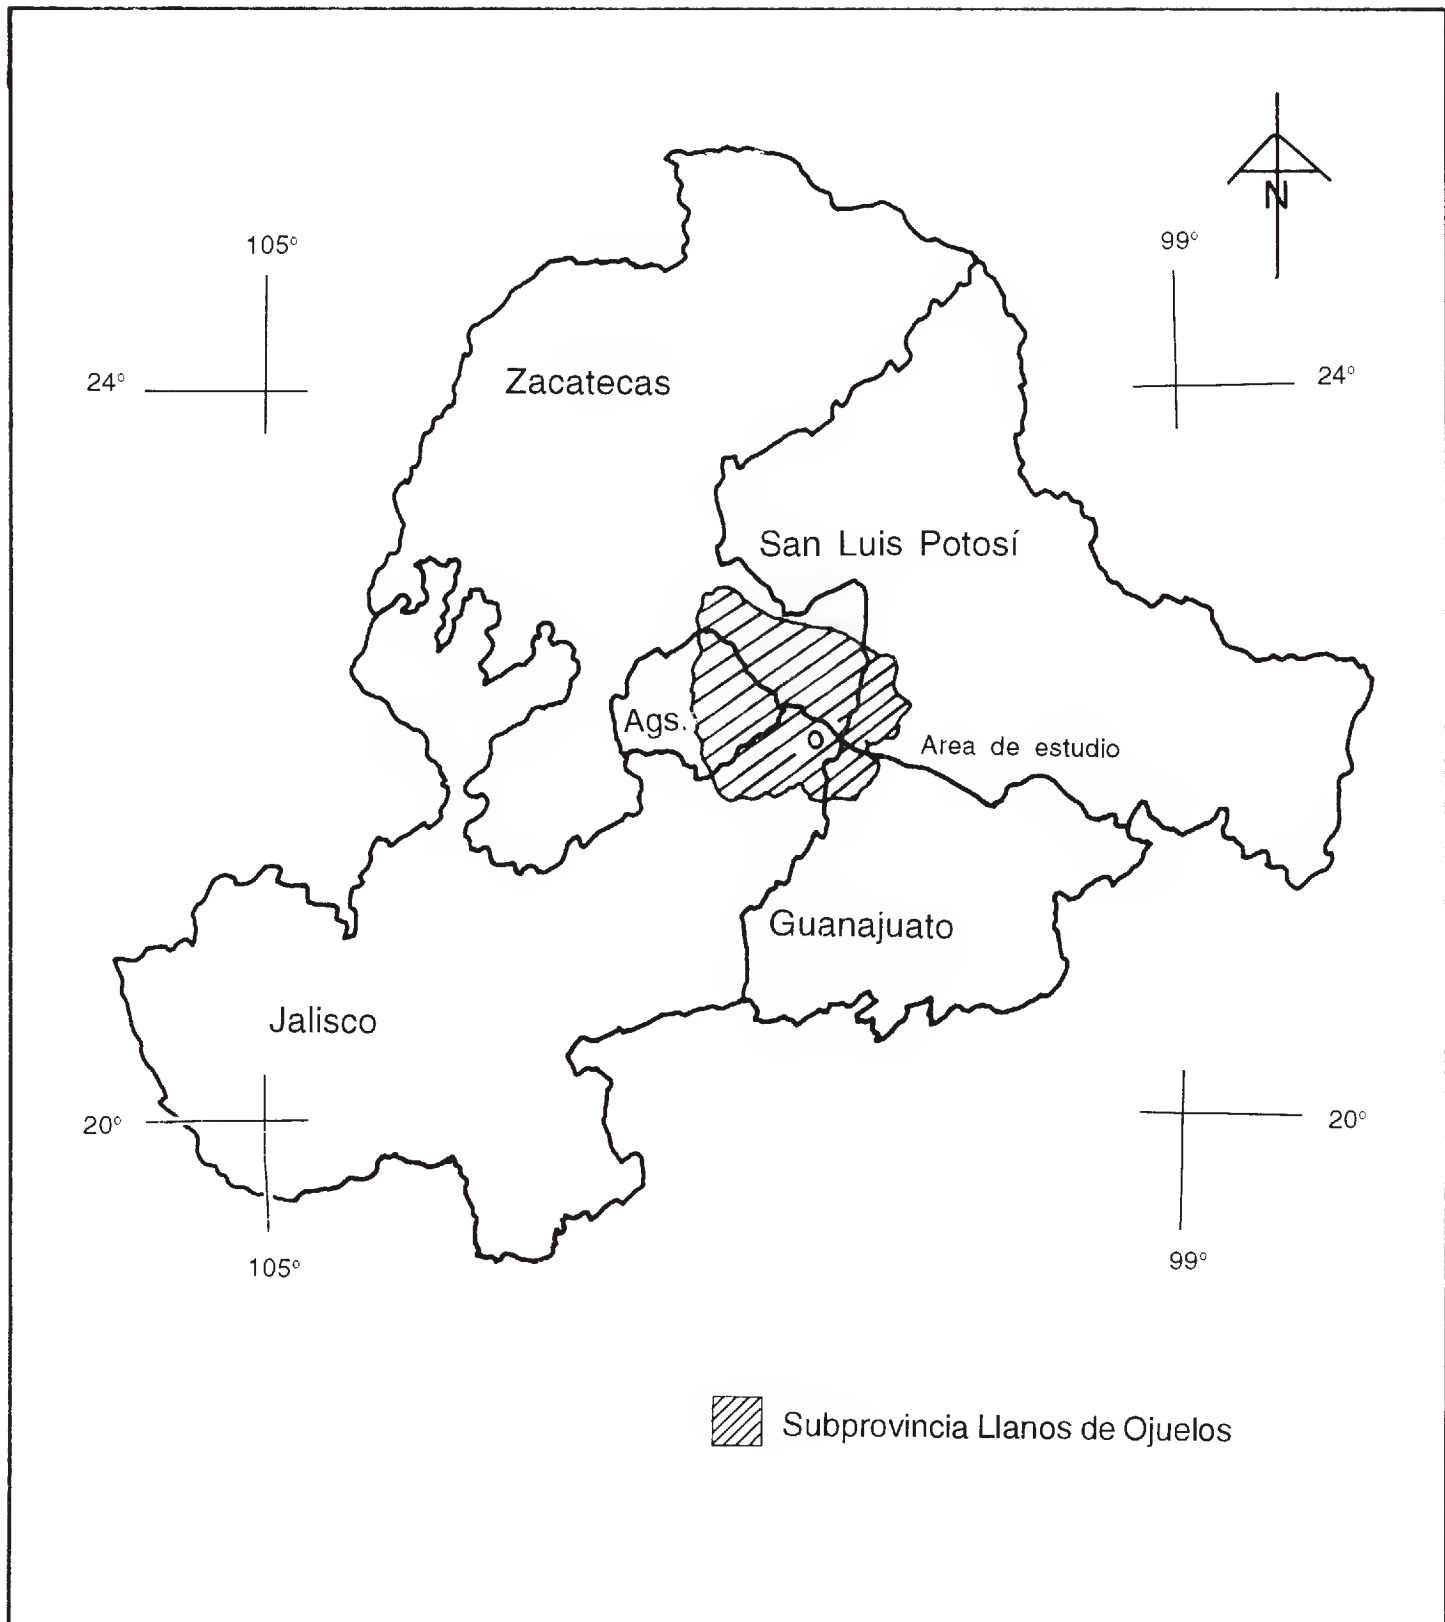 N
105°
99°
24°
Zacatecas
24°
San Luis Potosí
Ags.
Area de estudio
Guanajuato
Jalisco
20°
20°
105°
99°
Subprovincia Llanos de Ojuelos